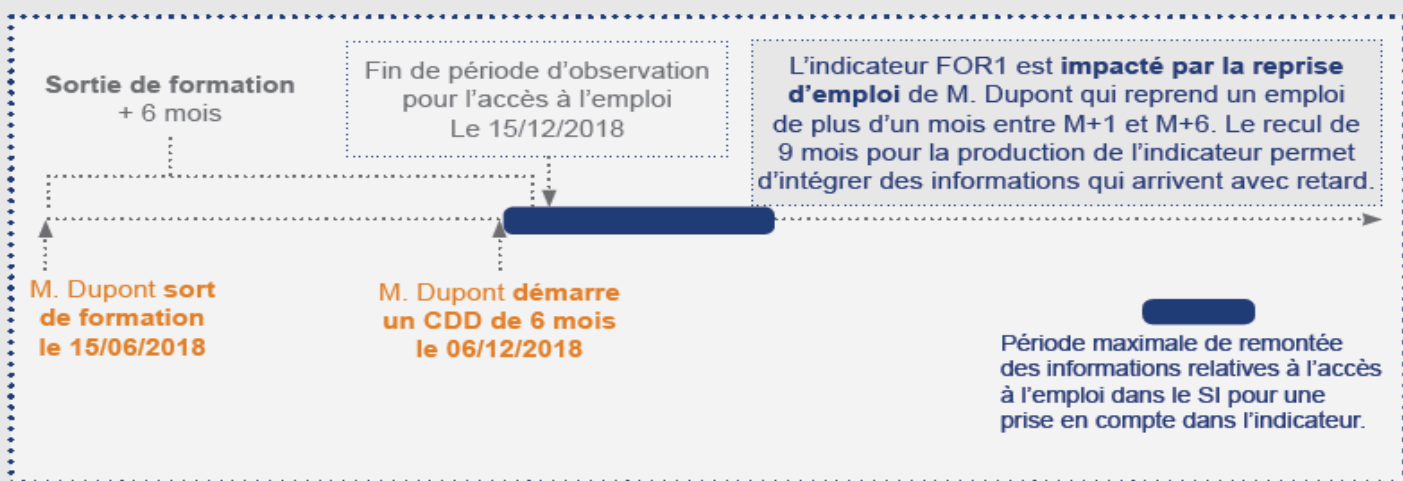 Sortie de formation
+ 6 mois
Fin de période d'observation
pour l'accès à l'emploi
Le 15/12/2018
L'indicateur FOR1 est impacté par la reprise
d'emploi de M. Dupont qui reprend un emploi
de plus d'un mois entre M+1 et M+6. Le recul de
9 mois pour la production de l'indicateur permet
d'intégrer des informations qui arrivent avec retard.
M. Dupont sort
de formation
le 15/06/2018
M. Dupont démarre
un CDD de 6 mois
le 06/12/2018
Période maximale de remontée
des informations relatives à l'accès
à l'emploi dans le SI pour une
prise en compte dans l'indicateur.